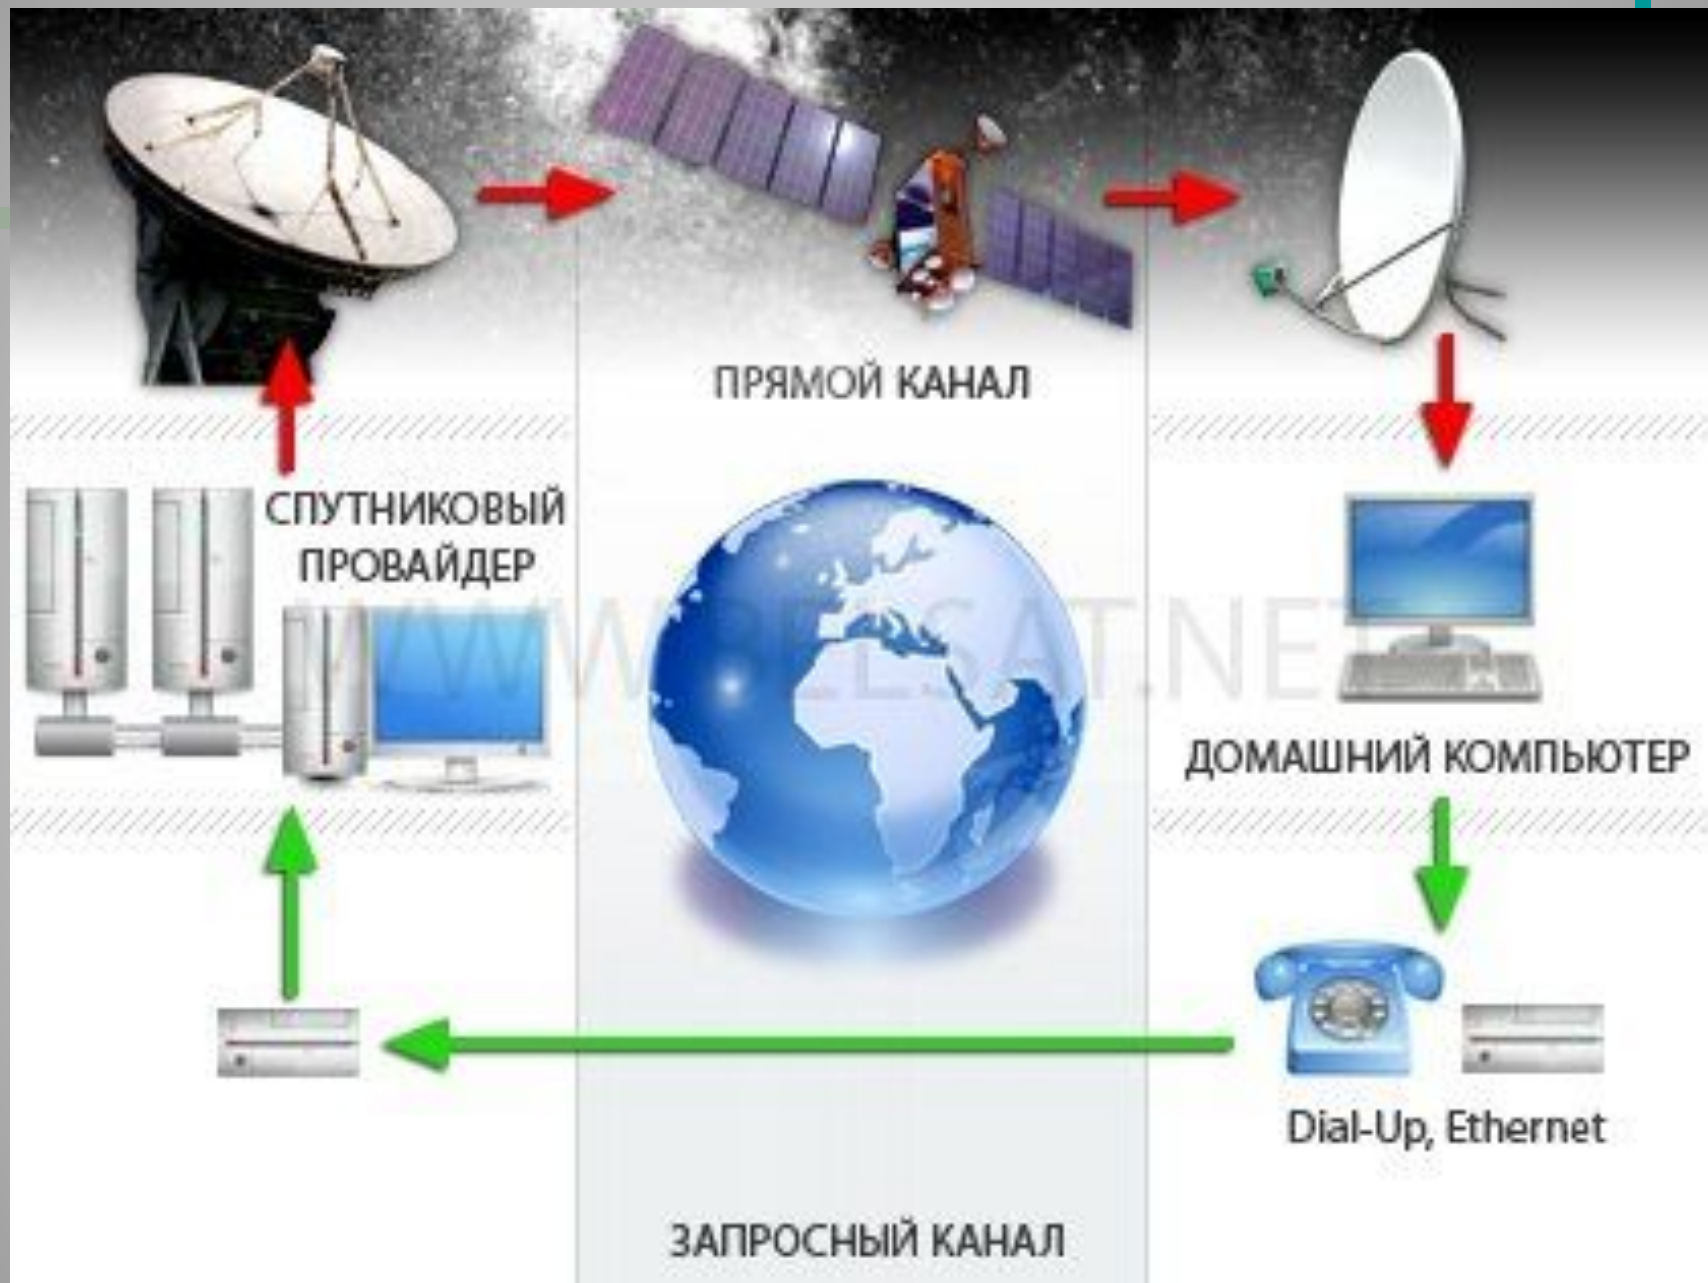 ПРЯМОЙ КАНАЛ
СПУТНИКОВЫЙ
ПРОВАЙДЕР
ДОМАШНИЙ КОМПЬЮТЕР
Dial-Up, Ethernet
ЗАПРОСНЫЙ КАНАЛ